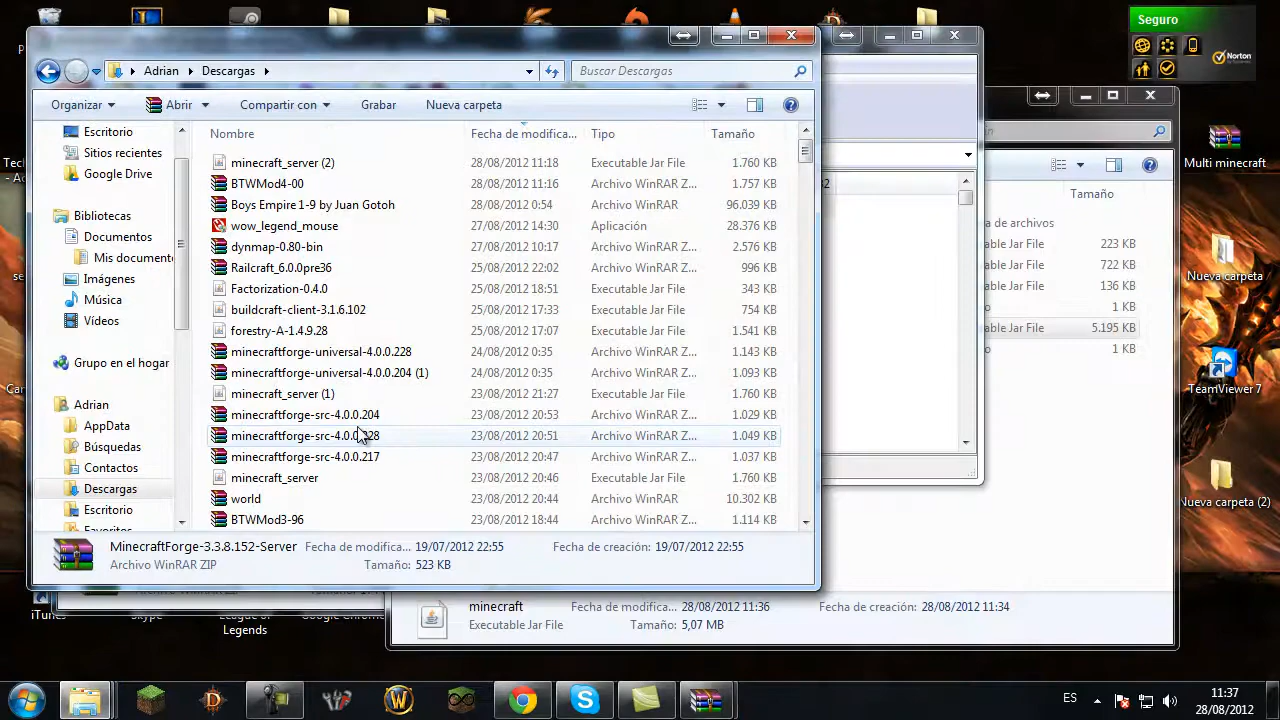 Seguro
Norton
Adrian
Descargas
Buscar Descargas
Organizar
Abrir
Compartir con
Grabar
Nueva carpeta
Nombre
Fecha de modifica...
Tipo
Tamaño
Escritorio
Sitios recientes
Google Drive
Bibliotecas
Documentos
Mis document
Imágenes
Música
Vídeos
Grupo en el hogar
Adrian
AppData
Búsquedas
Contactos
Descargas
Escritorio
Favoritos
minecraft_server (2) 28/08/2012 11:18 Executable Jar File 1.760 KB
BTWMod4-00 28/08/2012 11:16 Archivo WinRAR Z... 1.757 KB
Boys Empire 1-9 by Juan Gotoh 28/08/2012 0:54 Archivo WinRAR 96.039 KB
wow_legend_mouse 27/08/2012 14:30 Aplicación 28.376 KB
dynmap-0.80-bin 27/08/2012 10:17 Archivo WinRAR Z... 2.576 KB
Railcraft_6.0.0pre36 25/08/2012 22:02 Archivo WinRAR Z... 996 KB
Factorization-0.4.0 25/08/2012 18:51 Executable Jar File 343 KB
buildcraft-client-3.1.6.102 25/08/2012 17:33 Archivo WinRAR Z... 754 KB
forestry-A-1.4.9.28 25/08/2012 17:07 Executable Jar File 1.541 KB
minecraftforge-universal-4.0.0.228 24/08/2012 0:35 Archivo WinRAR Z... 1.143 KB
minecraftforge-universal-4.0.0.204 (1) 24/08/2012 0:35 Archivo WinRAR Z... 1.093 KB
minecraft_server (1) 23/08/2012 21:27 Executable Jar File 1.760 KB
minecraftforge-src-4.0.0.204 23/08/2012 20:53 Archivo WinRAR Z... 1.029 KB
minecraftforge-src-4.0.0.228 23/08/2012 20:51 Archivo WinRAR Z... 1.049 KB
minecraftforge-src-4.0.0.217 23/08/2012 20:47 Archivo WinRAR Z... 1.037 KB
minecraft_server 23/08/2012 20:46 Executable Jar File 1.760 KB
world 23/08/2012 20:44 Archivo WinRAR 10.302 KB
BTWMod3-96 23/08/2012 18:44 Archivo WinRAR Z... 1.114 KB
MinecraftForge-3.3.8.152-Server Fecha de modifica... 19/07/2012 22:55 Fecha de creación: 19/07/2012 22:55
Archivo WinRAR ZIP Tamaño: 523 KB
Tamaño
de archivos
able Jar File 223 KB
able Jar File 722 KB
able Jar File 136 KB
o 1 KB
able Jar File 5.195 KB
o 1 KB
minecraft Fecha de modifica... 28/08/2012 11:36 Fecha de creación: 28/08/2012 11:34
Executable Jar File Tamaño: 5,07 MB
Multi minecraft
Nueva carpeta
TeamViewer 7
Nueva carpeta (2)
iTunes
Skype
League of
Legends
Google Chrome
ES
11:37
28/08/2012